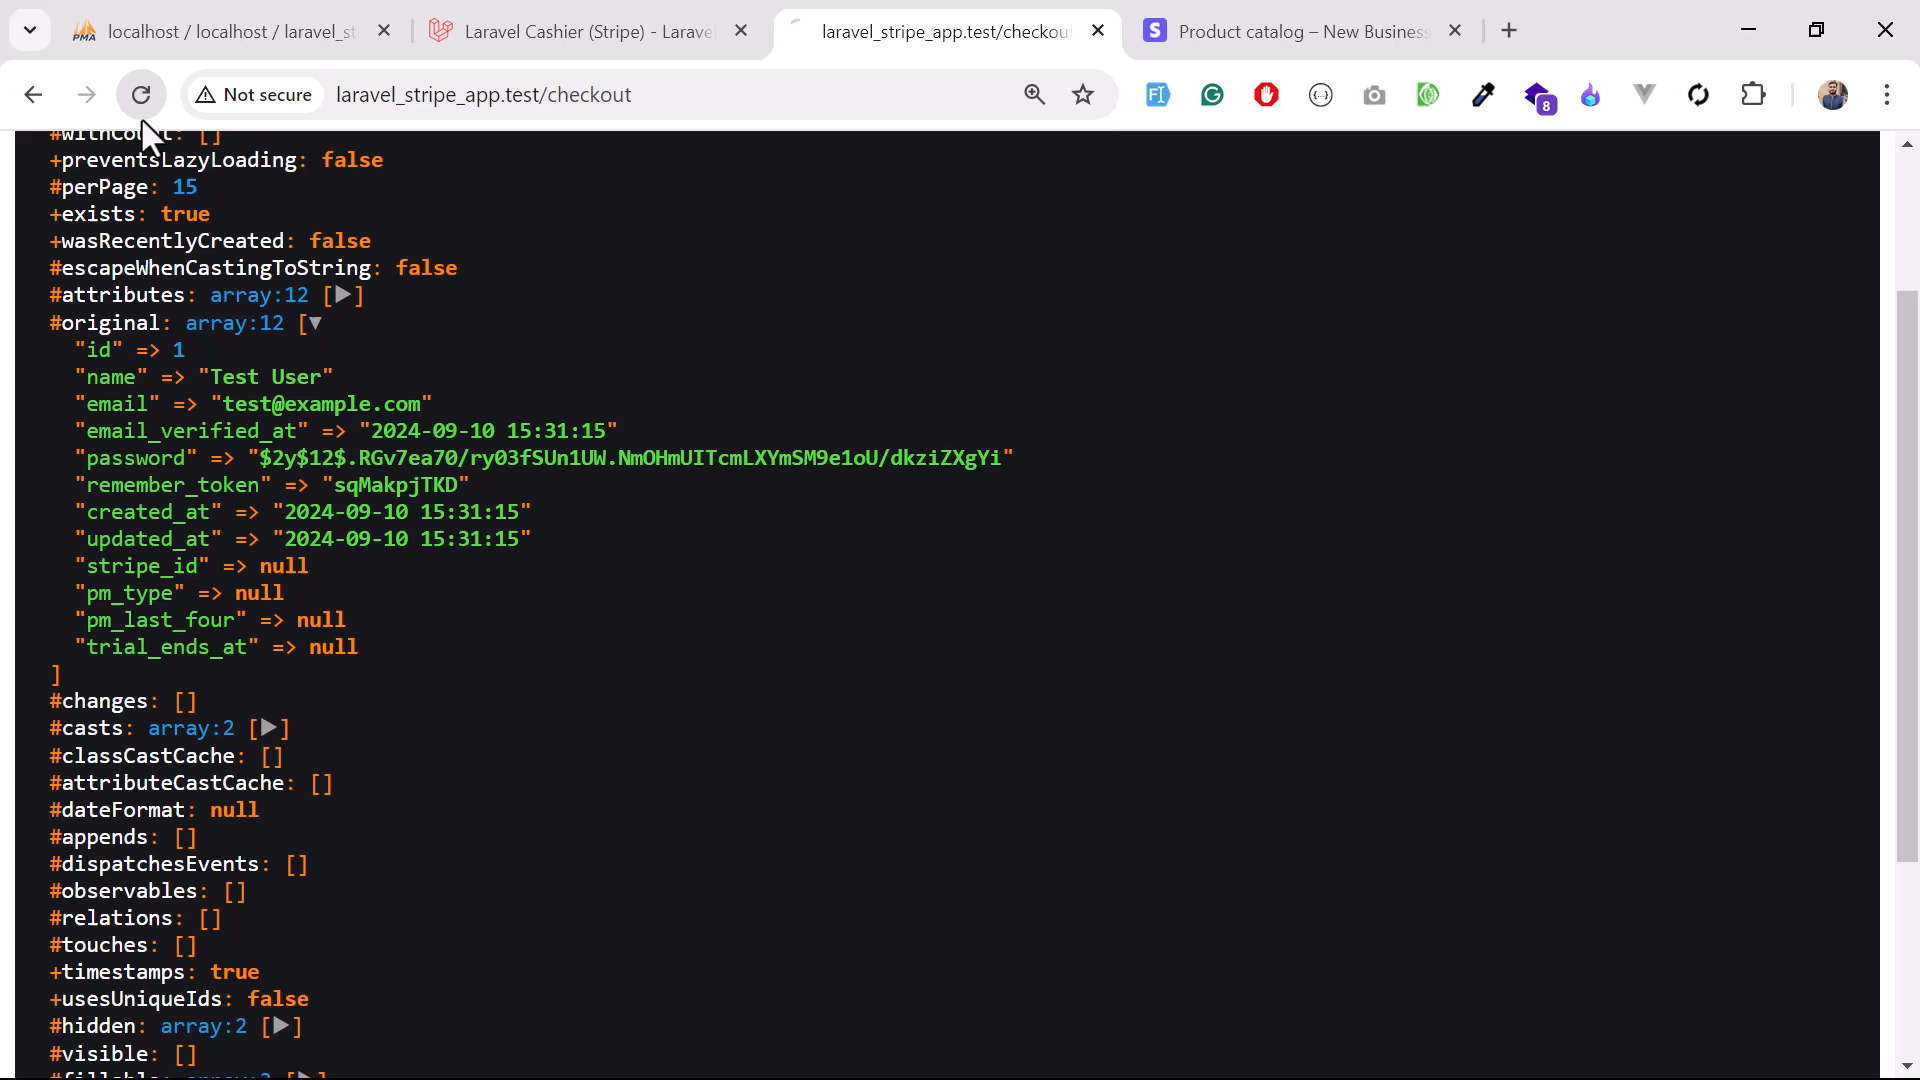 localhost / localhost / laravel_st
Laravel Cashier (Stripe) - Larave
laravel_stripe_app.test/checkou
Product catalog – New Business
Not secure
laravel_stripe_app.test/checkout
8
#withCount: []
+preventsLazyLoading: false
#perPage: 15
+exists: true
+wasRecentlyCreated: false
#escapeWhenCastingToString: false
#attributes: array:12 [▶]
#original: array:12 [▼
"id" => 1
"name" => "Test User"
"email" => "test@example.com"
"email_verified_at" => "2024-09-10 15:31:15"
"password" => "$2y$12$.RGv7ea70/ry03fSUn1UW.NmOHmUITcmLXYmSM9e1oU/dkziZXgYi"
"remember_token" => "sqMakpjTKD"
"created_at" => "2024-09-10 15:31:15"
"updated_at" => "2024-09-10 15:31:15"
"stripe_id" => null
"pm_type" => null
"pm_last_four" => null
"trial_ends_at" => null
]
#changes: []
#casts: array:2 [▶]
#classCastCache: []
#attributeCastCache: []
#dateFormat: null
#appends: []
#dispatchesEvents: []
#observables: []
#relations: []
#touches: []
+timestamps: true
+usesUniqueIds: false
#hidden: array:2 [▶]
#visible: []